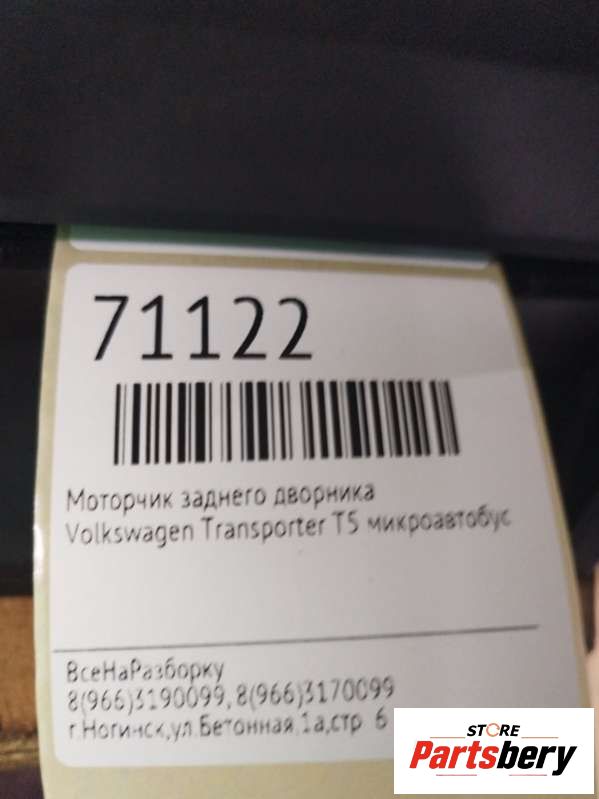 71122
Моторчик заднего дворника
Volkswagen Transporter T5 микроавтобус
ВсеНаРазборку
8(966)3190099, 8(966)3170099
г.Ногинск,ул.Бетонная 1а,стр 6
STORE
Partsbery